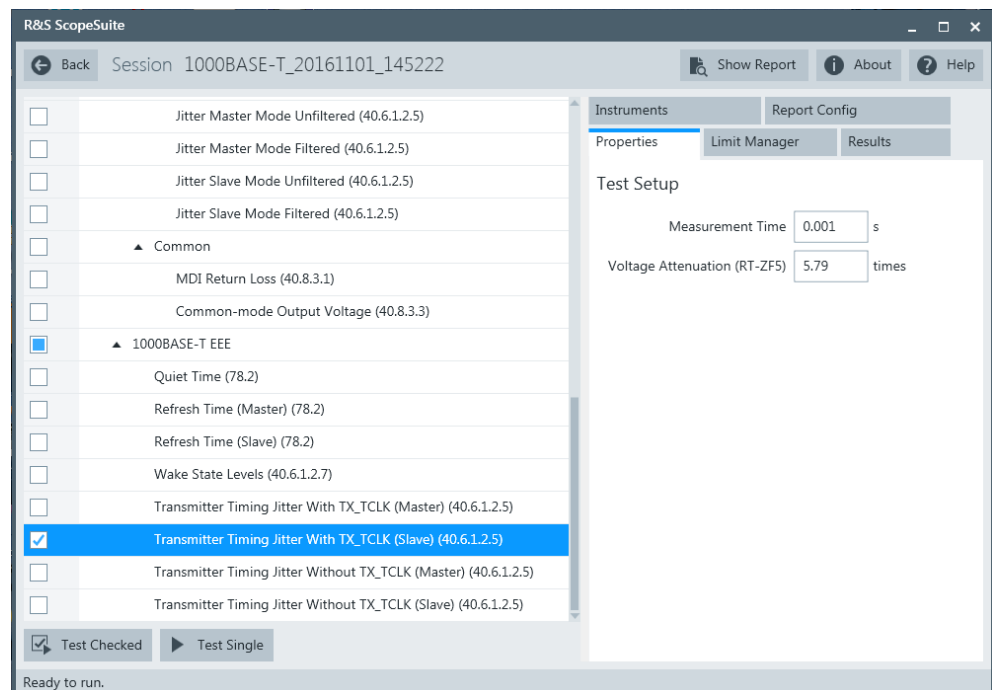 R&S ScopeSuite
Back Session 1000BASE-T_20161101_145222 Show Report About Help
Jitter Master Mode Unfiltered (40.6.1.2.5)
Jitter Master Mode Filtered (40.6.1.2.5)
Jitter Slave Mode Unfiltered (40.6.1.2.5)
Jitter Slave Mode Filtered (40.6.1.2.5)
Common
MDI Return Loss (40.8.3.1)
Common-mode Output Voltage (40.8.3.3)
1000BASE-T EEE
Quiet Time (78.2)
Refresh Time (Master) (78.2)
Refresh Time (Slave) (78.2)
Wake State Levels (40.6.1.2.7)
Transmitter Timing Jitter With TX_TCLK (Master) (40.6.1.2.5)
Transmitter Timing Jitter With TX_TCLK (Slave) (40.6.1.2.5)
Transmitter Timing Jitter Without TX_TCLK (Master) (40.6.1.2.5)
Transmitter Timing Jitter Without TX_TCLK (Slave) (40.6.1.2.5)
Test Checked Test Single
Instruments Report Config
Properties Limit Manager Results
Test Setup
Measurement Time 0.001 s
Voltage Attenuation (RT-ZF5) 5.79 times
Ready to run.